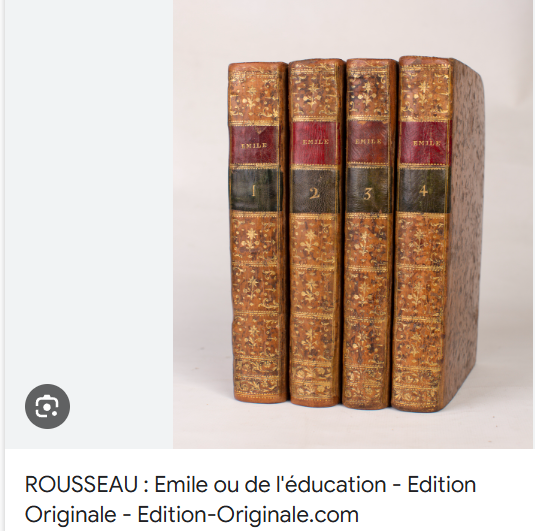 EMILE
EMILE
EMILE
EMILE
1
2
3
4
ROUSSEAU : Emile ou de l'éducation - Edition
Originale - Edition-Originale.com